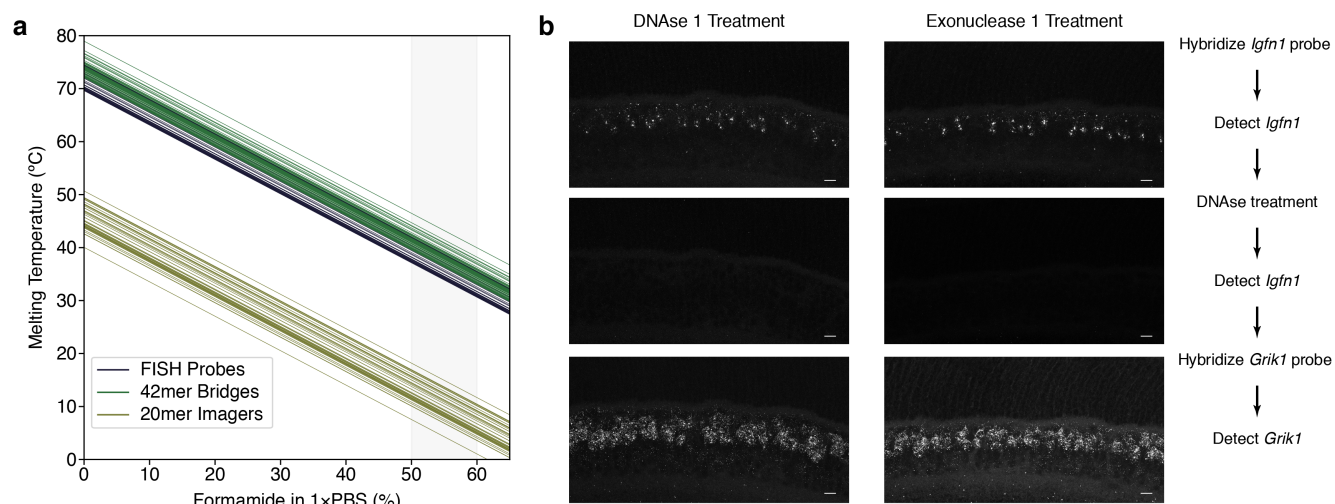 a
80
70
60
50
40
30
20
10
0
Melting Temperature (ºC)
FISH Probes
42mer Bridges
20mer Imagers
0 10 20 30 40 50 60
Formamide in 1×PBS (%)
b
DNAse 1 Treatment
Exonuclease 1 Treatment
Hybridize Igfn1 probe
Detect Igfn1
DNAse treatment
Detect Igfn1
Hybridize Grik1 probe
Detect Grik1